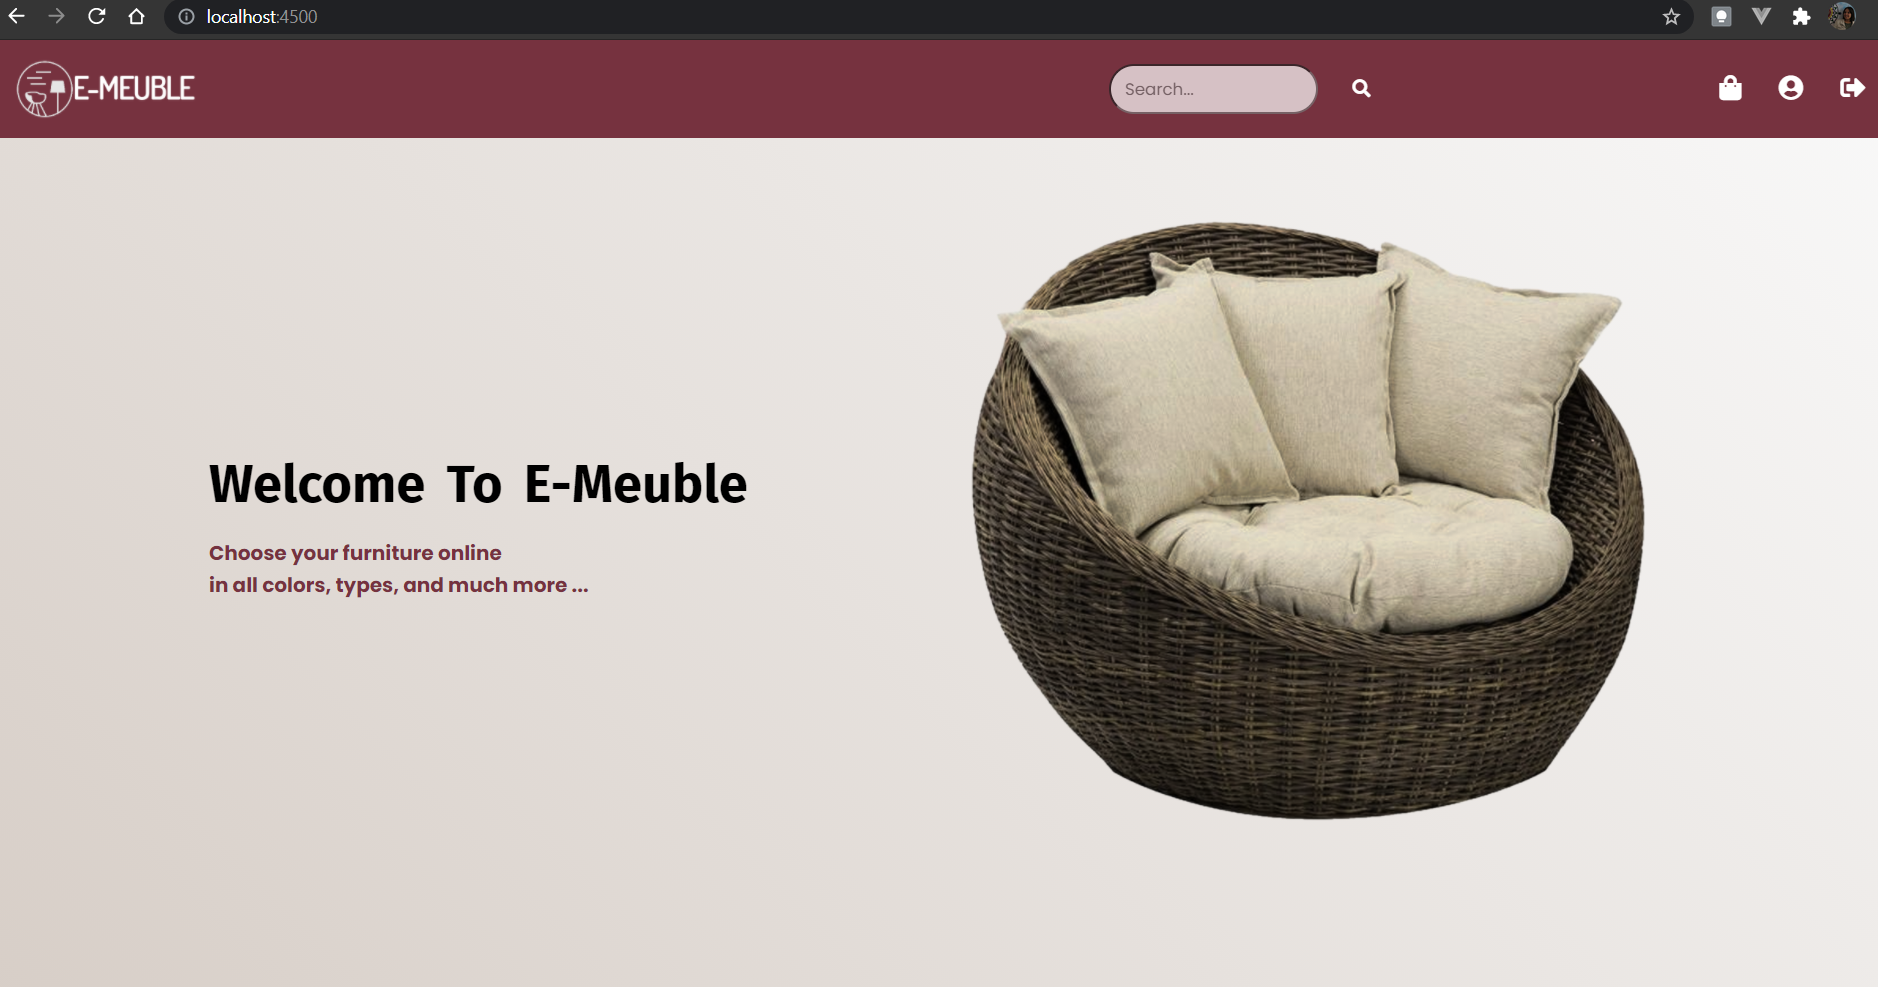 localhost:4500
E-MEUBLE
Search...
Welcome To E-Meuble
Choose your furniture online
in all colors, types, and much more ...